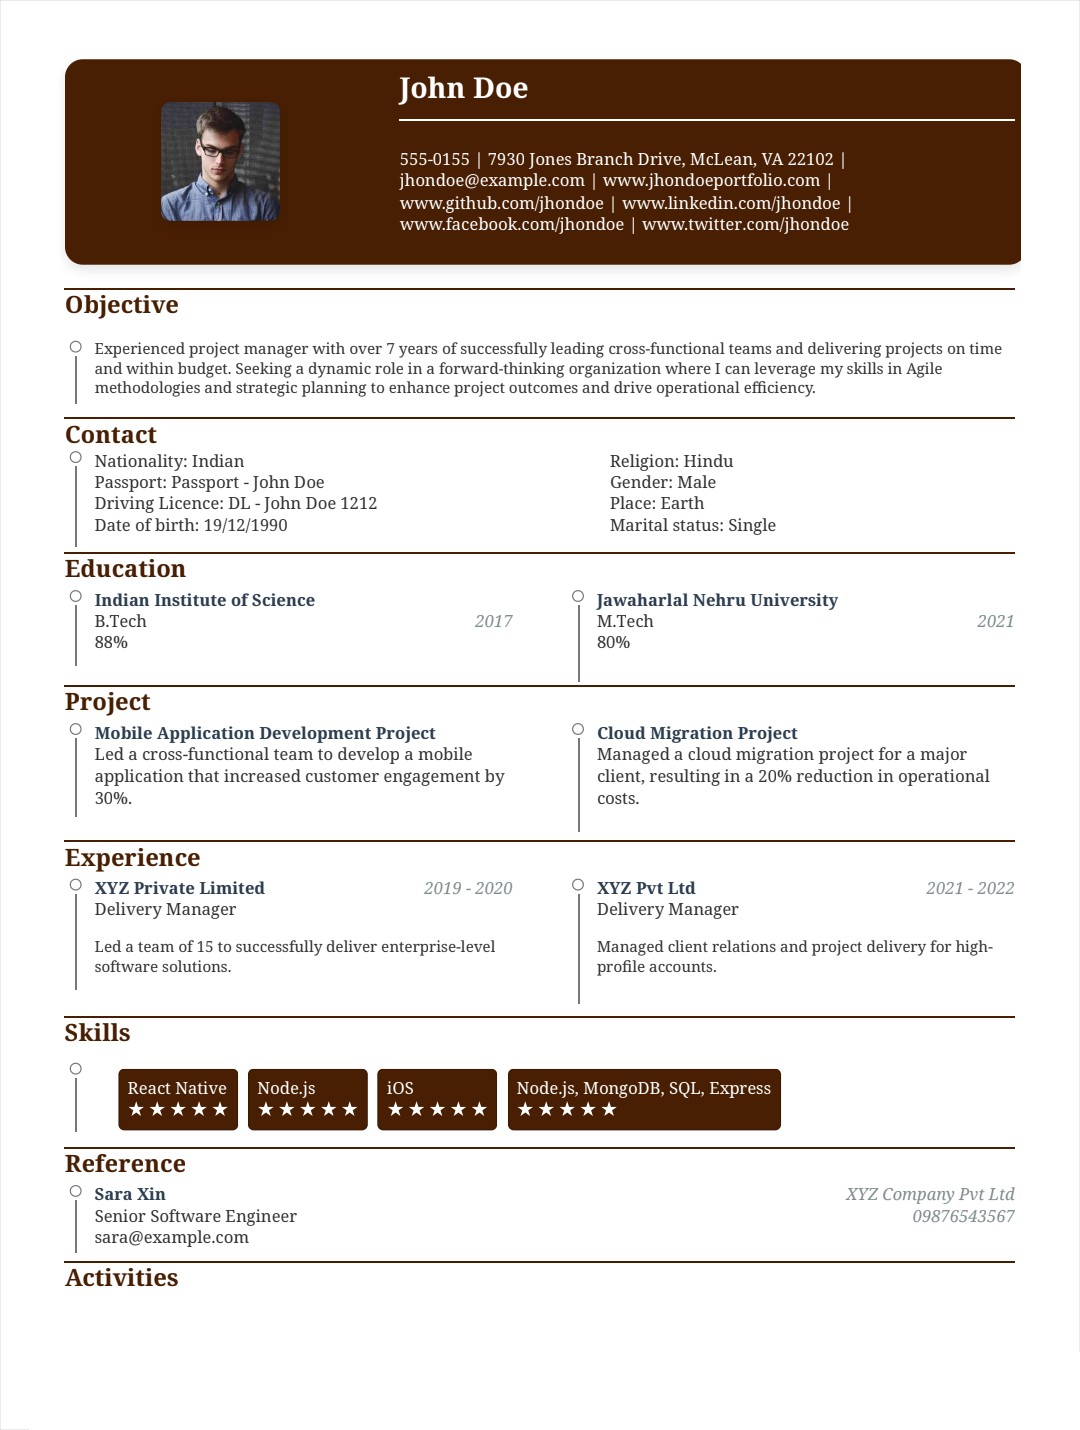 John Doe
555-0155 | 7930 Jones Branch Drive, McLean, VA 22102 |
jhondoe@example.com | www.jhondoeportfolio.com |
www.github.com/jhondoe | www.linkedin.com/jhondoe |
www.facebook.com/jhondoe | www.twitter.com/jhondoe
Objective
Experienced project manager with over 7 years of successfully leading cross-functional teams and delivering projects on time
and within budget. Seeking a dynamic role in a forward-thinking organization where I can leverage my skills in Agile
methodologies and strategic planning to enhance project outcomes and drive operational efficiency.
Contact
Nationality: Indian
Passport: Passport - John Doe
Driving Licence: DL - John Doe 1212
Date of birth: 19/12/1990
Religion: Hindu
Gender: Male
Place: Earth
Marital status: Single
Education
Indian Institute of Science
B.Tech 2017
88%
Jawaharlal Nehru University
M.Tech 2021
80%
Project
Mobile Application Development Project
Led a cross-functional team to develop a mobile
application that increased customer engagement by
30%.
Cloud Migration Project
Managed a cloud migration project for a major
client, resulting in a 20% reduction in operational
costs.
Experience
XYZ Private Limited 2019 - 2020
Delivery Manager
Led a team of 15 to successfully deliver enterprise-level
software solutions.
XYZ Pvt Ltd 2021 - 2022
Delivery Manager
Managed client relations and project delivery for high-
profile accounts.
Skills
React Native
★★★★★
Node.js
★★★★★
iOS
★★★★★
Node.js, MongoDB, SQL, Express
★★★★★
Reference
Sara Xin XYZ Company Pvt Ltd
Senior Software Engineer 09876543567
sara@example.com
Activities